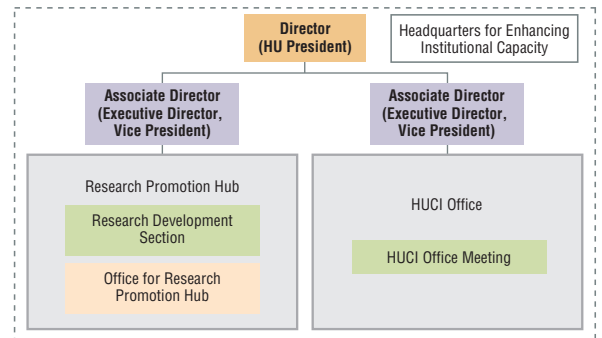 Director
(HU President)
Headquarters for Enhancing
Institutional Capacity
Associate Director
(Executive Director,
Vice President)
Associate Director
(Executive Director,
Vice President)
Research Promotion Hub
Research Development
Section
Office for Research
Promotion Hub
HUCI Office
HUCI Office Meeting